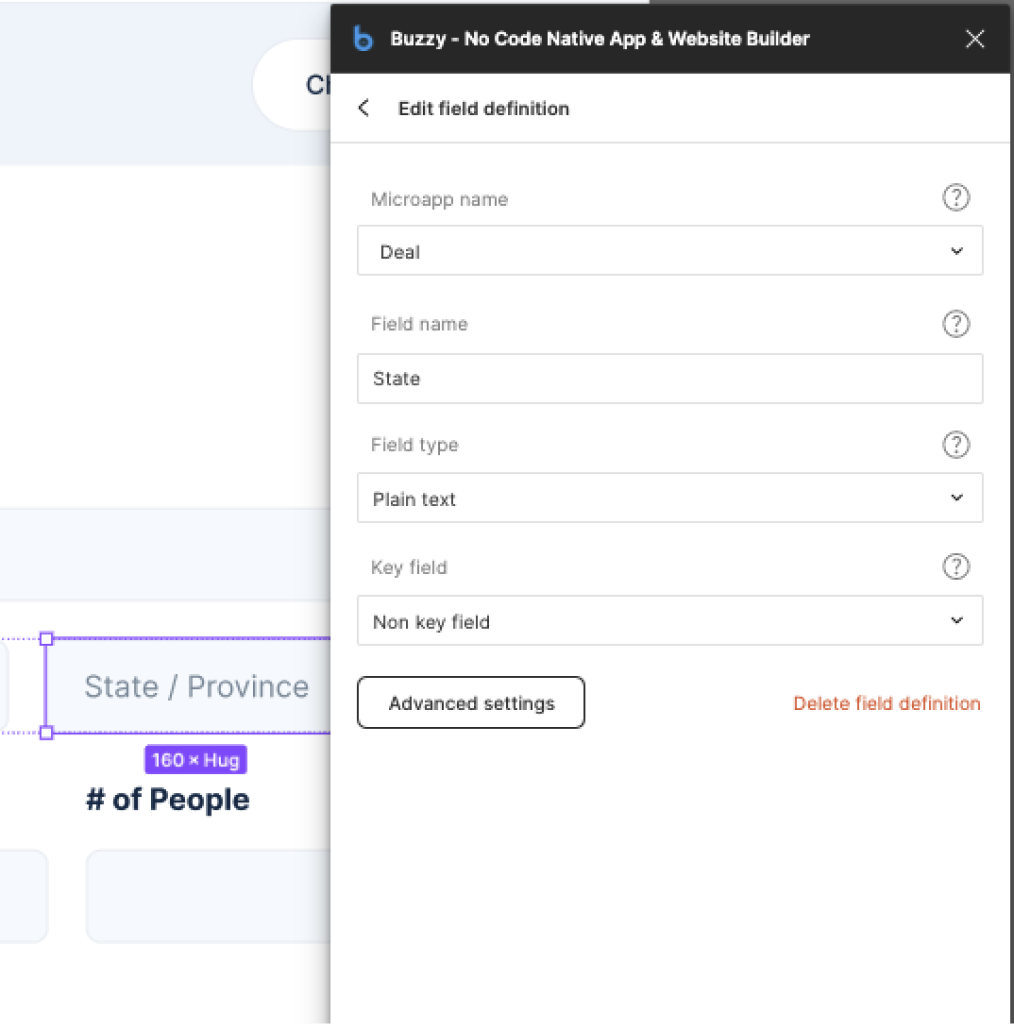 Buzzy - No Code Native App & Website Builder
Edit field definition
Microapp name
Deal
Field name
State
Field type
Plain text
Key field
Non key field
Advanced settings
Delete field definition
State / Province
160 × Hug
# of People